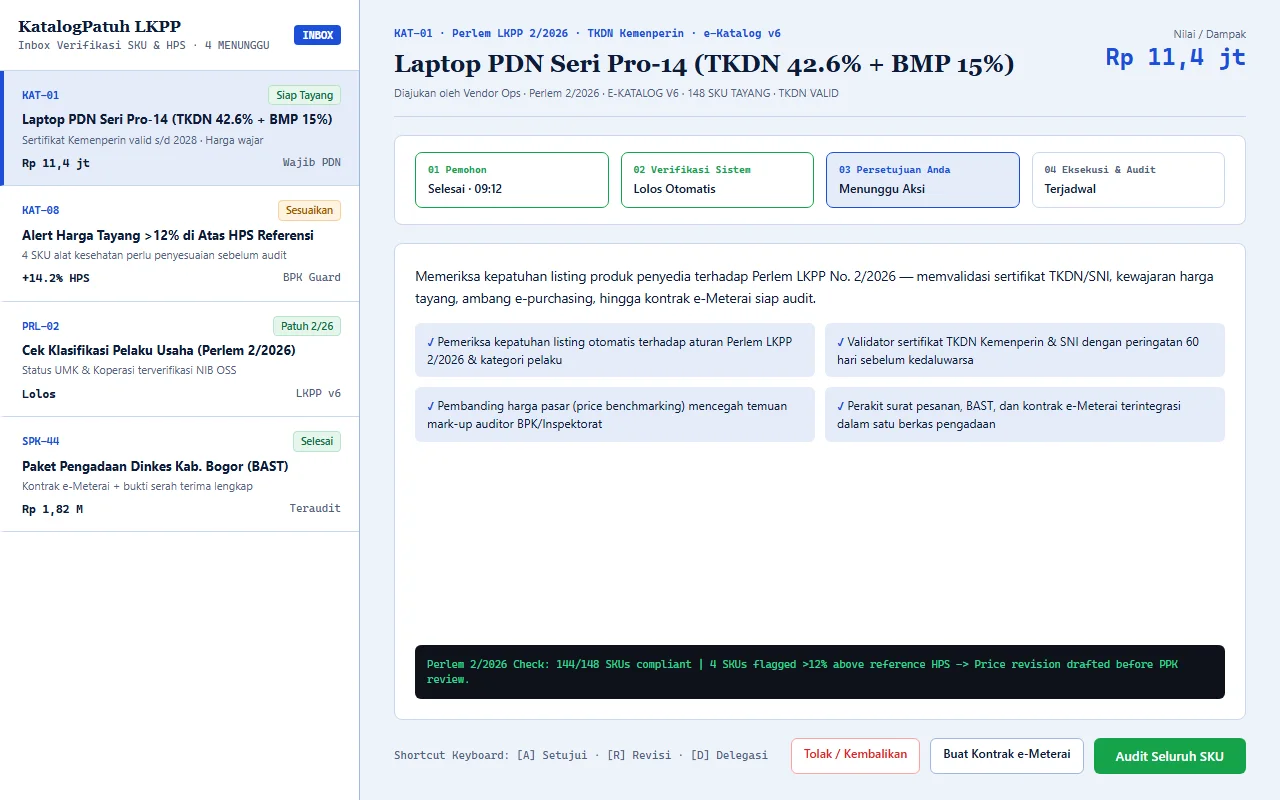 KatalogPatuh LKPP
Inbox Verifikasi SKU & HPS · 4 MENUNGGU
INBOX
KAT-01
Siap Tayang
Laptop PDN Seri Pro-14 (TKDN 42.6% + BMP 15%)
Sertifikat Kemenperin valid s/d 2028 · Harga wajar
Rp 11,4 jt
Wajib PDN
KAT-08
Sesuaikan
Alert Harga Tayang >12% di Atas HPS Referensi
4 SKU alat kesehatan perlu penyesuaian sebelum audit
+14.2% HPS
BPK Guard
PRL-02
Patuh 2/26
Cek Klasifikasi Pelaku Usaha (Perlem 2/2026)
Status UMK & Koperasi terverifikasi NIB OSS
Lolos
LKPP v6
SPK-44
Selesai
Paket Pengadaan Dinkes Kab. Bogor (BAST)
Kontrak e-Meterai + bukti serah terima lengkap
Rp 1,82 M
Teraudit
KAT-01 · Perlem LKPP 2/2026 · TKDN Kemenperin · e-Katalog v6
Laptop PDN Seri Pro-14 (TKDN 42.6% + BMP 15%)
Diajukan oleh Vendor Ops · Perlem 2/2026 · E-KATALOG V6 · 148 SKU TAYANG · TKDN VALID
Nilai / Dampak
Rp 11,4 jt
01 Pemohon
Selesai · 09:12
02 Verifikasi Sistem
Lolos Otomatis
03 Persetujuan Anda
Menunggu Aksi
04 Eksekusi & Audit
Terjadwal
Memeriksa kepatuhan listing produk penyedia terhadap Perlem LKPP No. 2/2026 — memvalidasi sertifikat TKDN/SNI, kewajaran harga
tayang, ambang e-purchasing, hingga kontrak e-Meterai siap audit.
✓ Pemeriksa kepatuhan listing otomatis terhadap aturan Perlem LKPP
2/2026 & kategori pelaku
✓ Validator sertifikat TKDN Kemenperin & SNI dengan peringatan 60
hari sebelum kedaluwarsa
✓ Pembanding harga pasar (price benchmarking) mencegah temuan
mark-up auditor BPK/Inspektorat
✓ Perakit surat pesanan, BAST, dan kontrak e-Meterai terintegrasi
dalam satu berkas pengadaan
Perlem 2/2026 Check: 144/148 SKUs compliant | 4 SKUs flagged >12% above reference HPS -> Price revision drafted before PPK
review.
Shortcut Keyboard: [A] Setujui · [R] Revisi · [D] Delegasi
Tolak / Kembalikan
Buat Kontrak e-Meterai
Audit Seluruh SKU